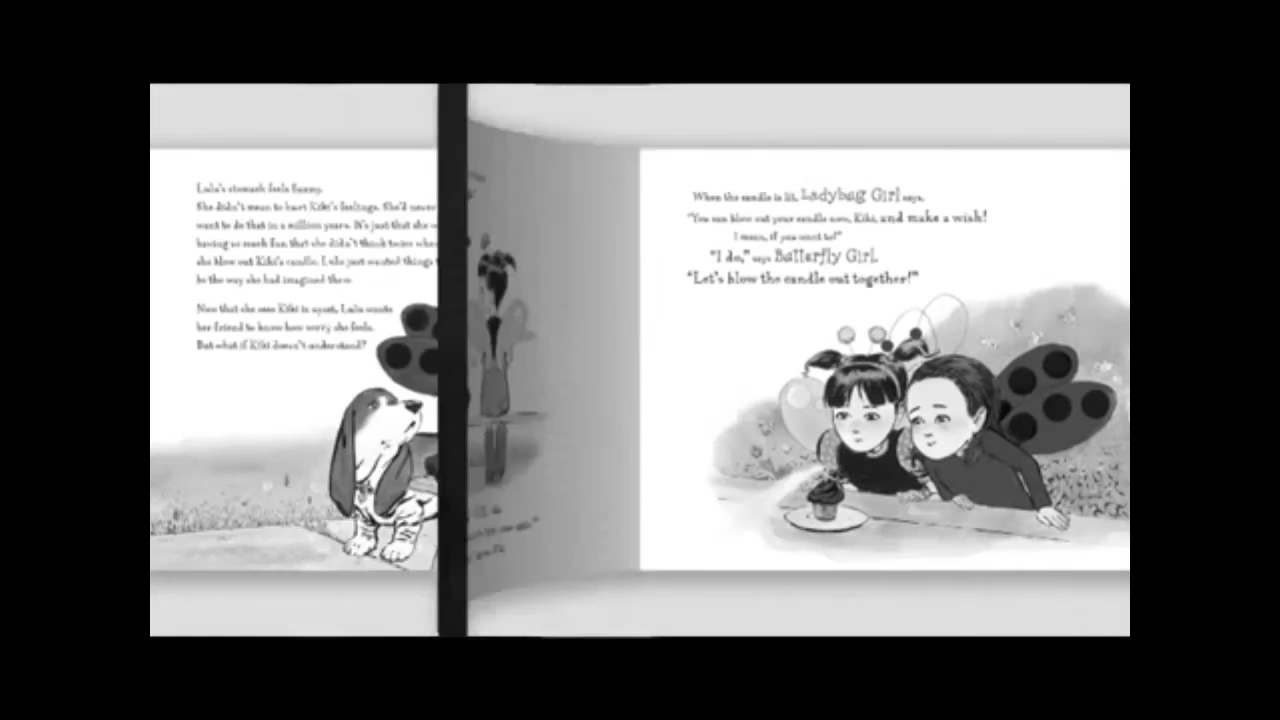 Lulu's stomach feels funny.
She didn't mean to hurt Kiki's feelings. She'd never
want to do that in a million years. It's just that she
having so much fun that she didn't think twice when
she blew out Kiki's candle. Lulu just wanted things
be the way she had imagined them.
Now that she sees Kiki is upset, Lulu wants
her friend to know how sorry she feels.
But what if Kiki doesn't understand?
When the candle is lit, Ladybug Girl says,
"You can blow out your candle now, Kiki, and make a wish!
I mean, if you want to!"
"I do," says Butterfly Girl.
"Let's blow the candle out together!"